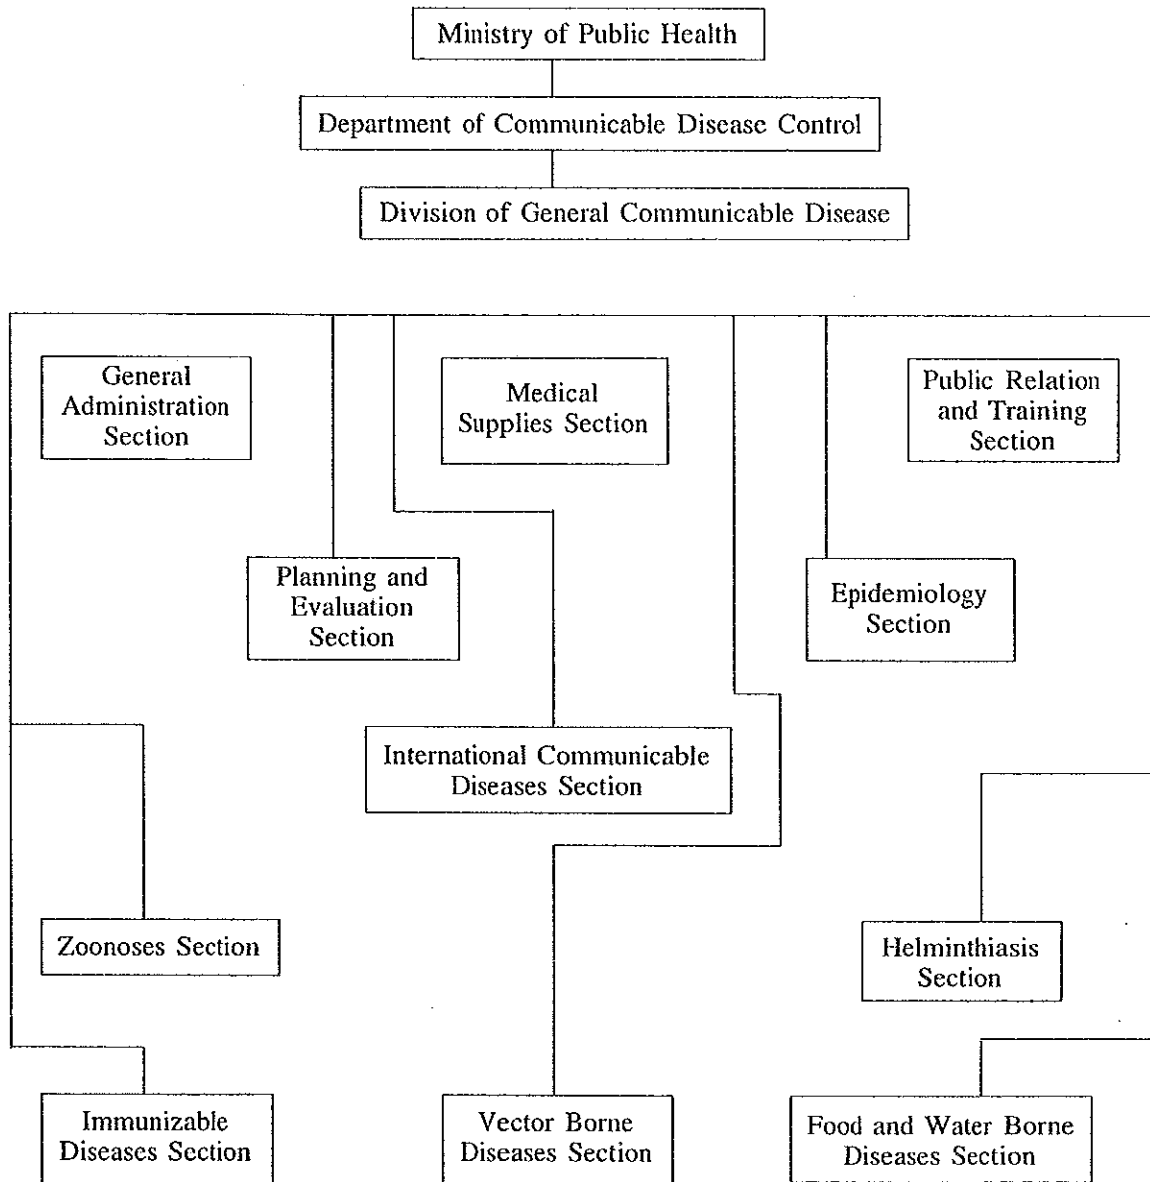 Ministry of Public Health
Department of Communicable Disease Control
Division of General Communicable Disease
General
Administration
Section
Medical
Supplies Section
Public Relation
and Training
Section
Planning and
Evaluation
Section
Epidemiology
Section
International Communicable
Diseases Section
Zoonoses Section
Helminthiasis
Section
Immunizable
Diseases Section
Vector Borne
Diseases Section
Food and Water Borne
Diseases Section